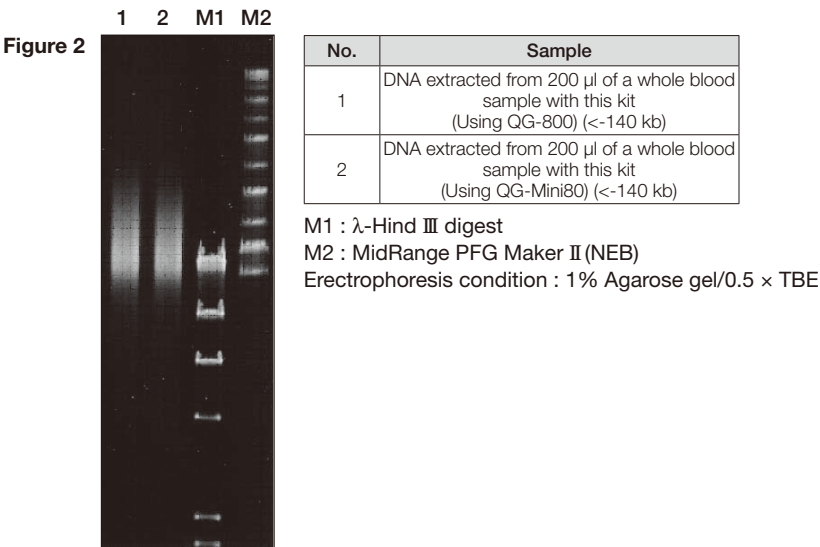 1 2 M1 M2
Figure 2
No. Sample
1 DNA extracted from 200 µl of a whole blood
sample with this kit
(Using QG-800) (<-140 kb)
2 DNA extracted from 200 µl of a whole blood
sample with this kit
(Using QG-Mini80) (<-140 kb)
M1 : λ-Hind Ⅲ digest
M2 : MidRange PFG Maker Ⅱ (NEB)
Erectrophoresis condition : 1% Agarose gel/0.5 × TBE